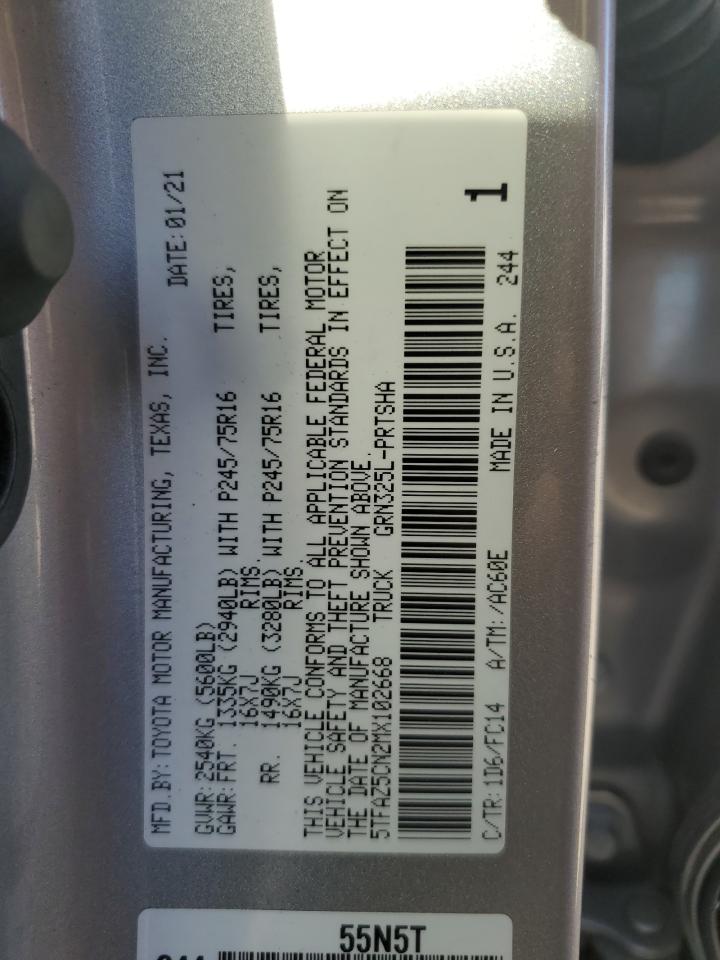 MFD.BY:TOYOTA MOTOR MANUFACTURING, TEXAS, INC.
DATE:01/21
GVWR:2540KG (5600LB)
GAWR:FRT. 1335KG (2940LB) WITH P245/75R16 TIRES,
16X7J RIMS.
RR. 1490KG (3280LB) WITH P245/75R16 TIRES,
16X7J RIMS.
THIS VEHICLE CONFORMS TO ALL APPLICABLE FEDERAL MOTOR
VEHICLE SAFETY AND THEFT PREVENTION STANDARDS IN EFFECT ON
THE DATE OF MANUFACTURE SHOWN ABOVE.
5TFAZ5CN2MX102668 TRUCK GRN325L-PRTSHA
1
C/TR:1D6/FC14 A/TM:/AC60E MADE IN U.S.A. 244
55N5T